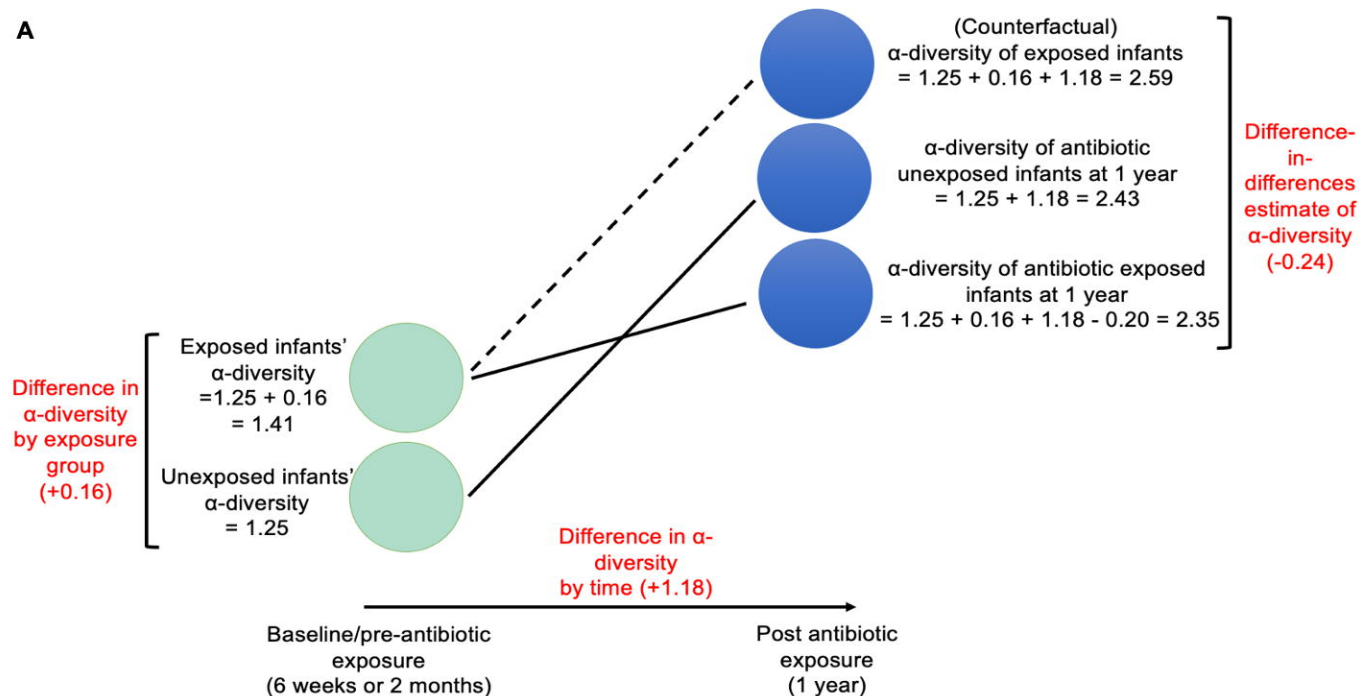 A
(Counterfactual)
α-diversity of exposed infants
= 1.25 + 0.16 + 1.18 = 2.59
α-diversity of antibiotic
unexposed infants at 1 year
= 1.25 + 1.18 = 2.43
α-diversity of antibiotic exposed
infants at 1 year
= 1.25 + 0.16 + 1.18 - 0.20 = 2.35
Difference-
in-
differences
estimate of
α-diversity
(-0.24)
Difference in
α-diversity
by exposure
group
(+0.16)
Exposed infants’
α-diversity
=1.25 + 0.16
= 1.41
Unexposed infants’
α-diversity
= 1.25
Difference in α-
diversity
by time (+1.18)
Baseline/pre-antibiotic
exposure
(6 weeks or 2 months)
Post antibiotic
exposure
(1 year)